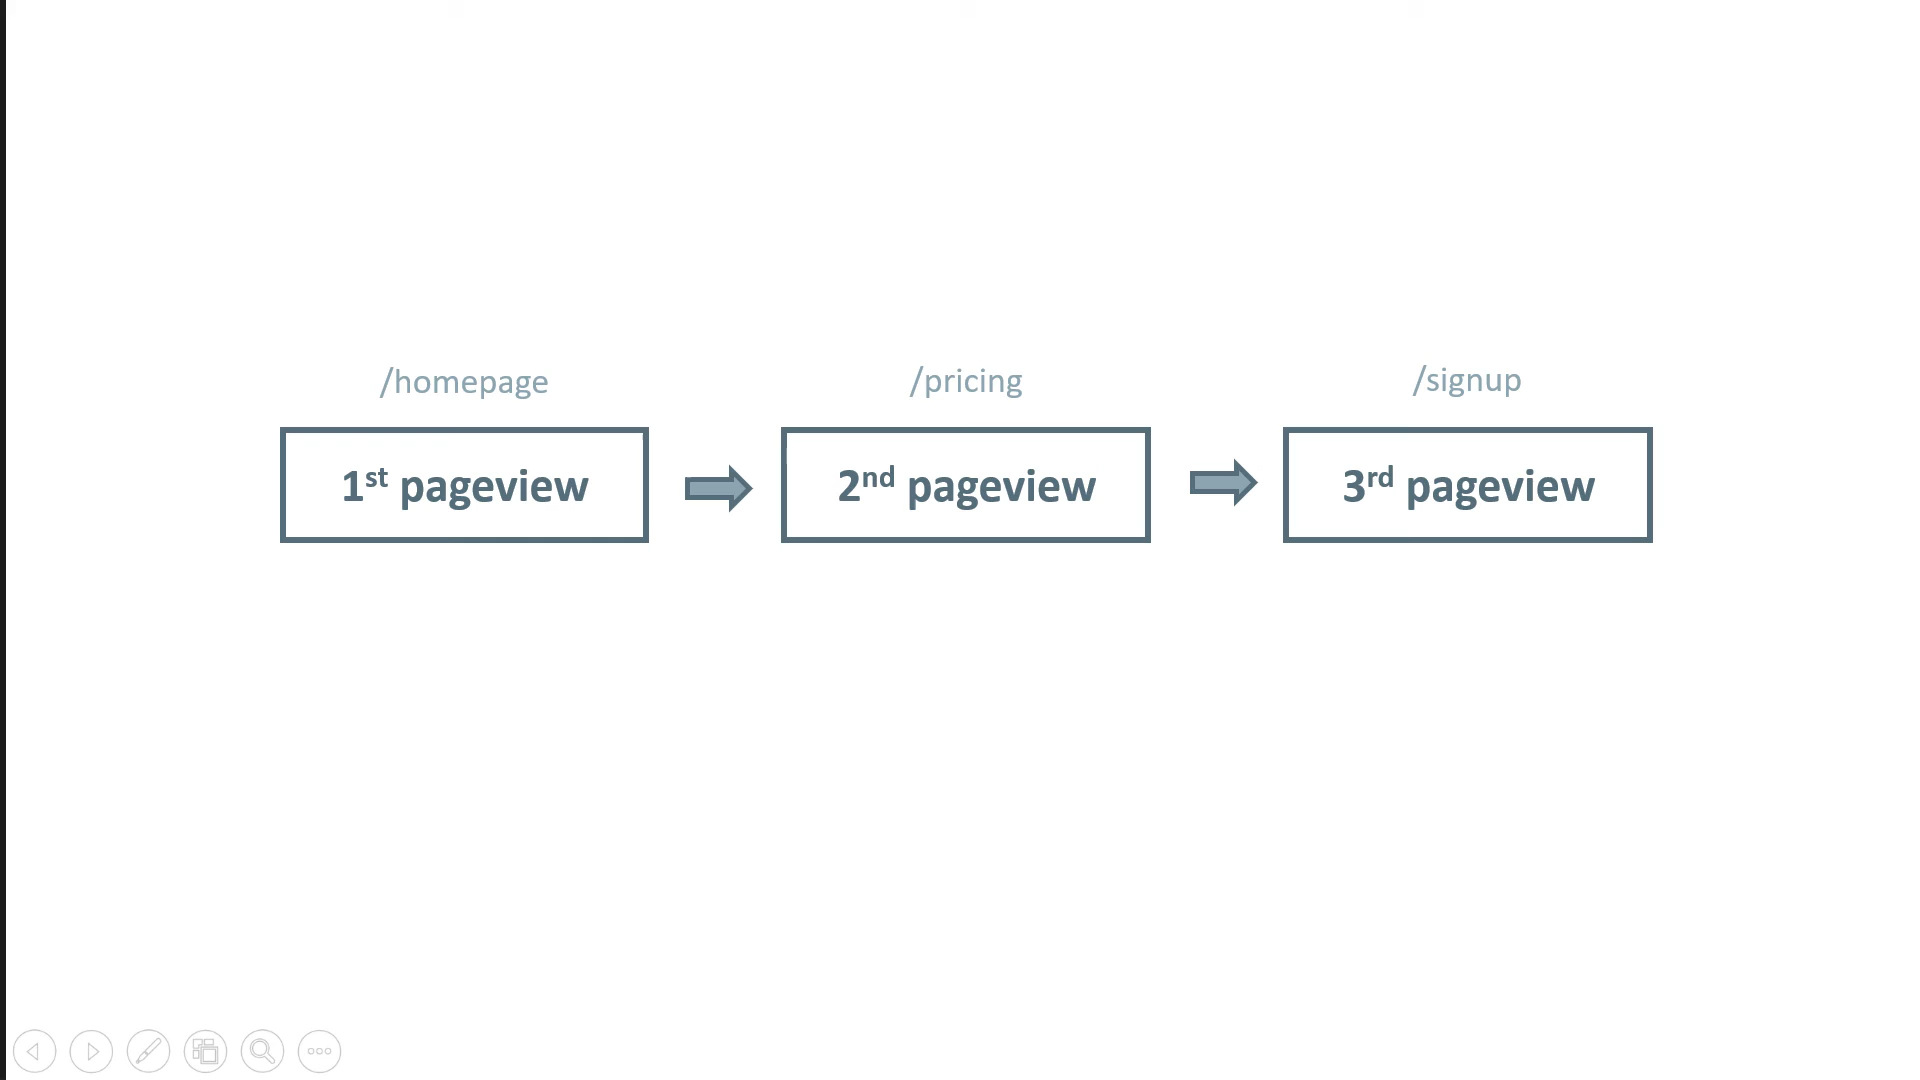 /homepage
/pricing
/signup
1st pageview
2nd pageview
3rd pageview